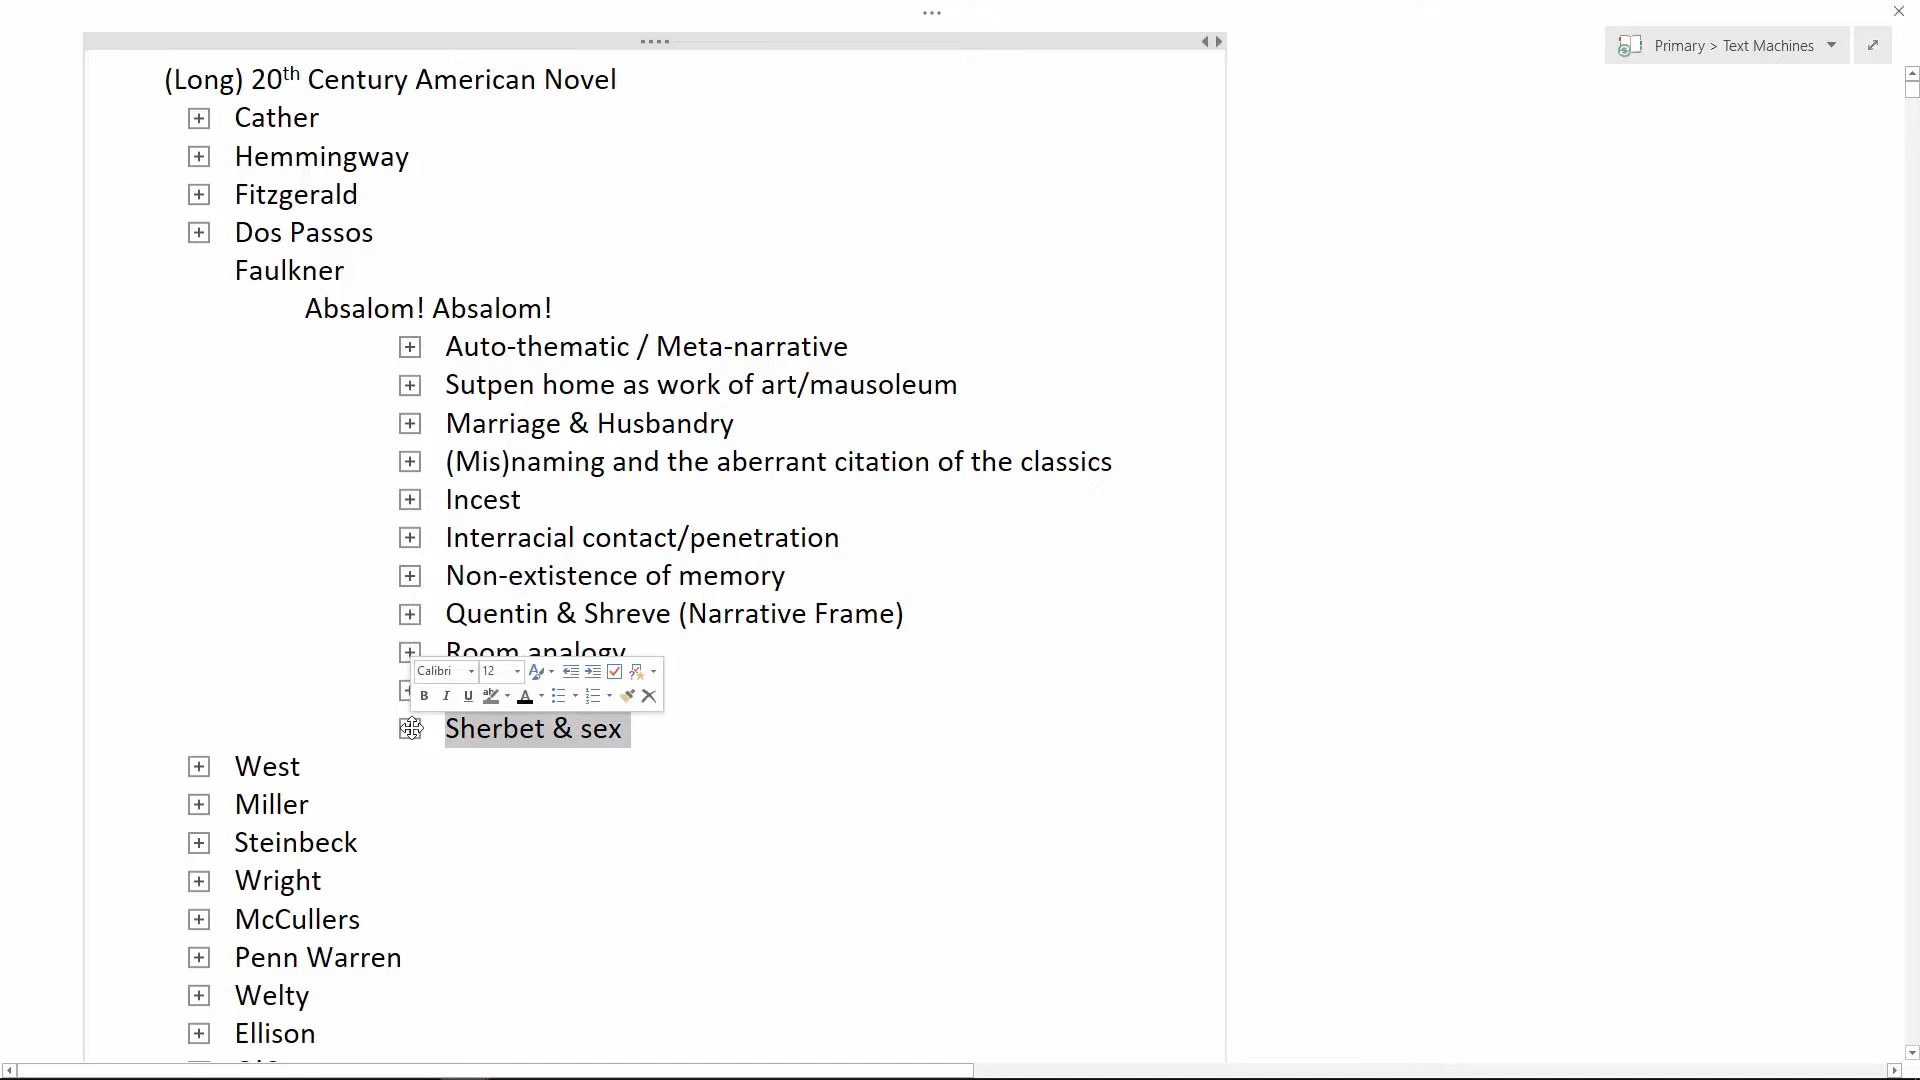 Primary > Text Machines
(Long) 20th Century American Novel
Cather
Hemmingway
Fitzgerald
Dos Passos
Faulkner
Absalom! Absalom!
Auto-thematic / Meta-narrative
Sutpen home as work of art/mausoleum
Marriage & Husbandry
(Mis)naming and the aberrant citation of the classics
Incest
Interracial contact/penetration
Non-extistence of memory
Quentin & Shreve (Narrative Frame)
Room analogy
Calibri 12
B I U ab A
Sherbet & sex
West
Miller
Steinbeck
Wright
McCullers
Penn Warren
Welty
Ellison